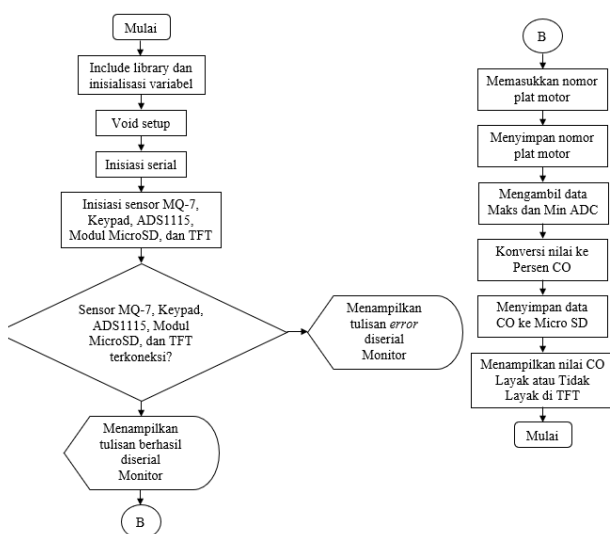 Mulai
Include library dan
inisialisasi variabel
Void setup
Inisiasi serial
Inisiasi sensor MQ-7,
Keypad, ADS1115,
Modul MicroSD, dan TFT
Sensor MQ-7, Keypad,
ADS1115, Modul
MicroSD, dan TFT
terkoneksi?
Menampilkan
tulisan error
diserial
Monitor
Menampilkan
tulisan berhasil
diserial
Monitor
B
B
Memasukkan nomor
plat motor
Menyimpan nomor
plat motor
Mengambil data
Maks dan Min ADC
Konversi nilai ke
Persen CO
Menyimpan data
CO ke Micro SD
Menampilkan nilai CO
Layak atau Tidak
Layak di TFT
Mulai